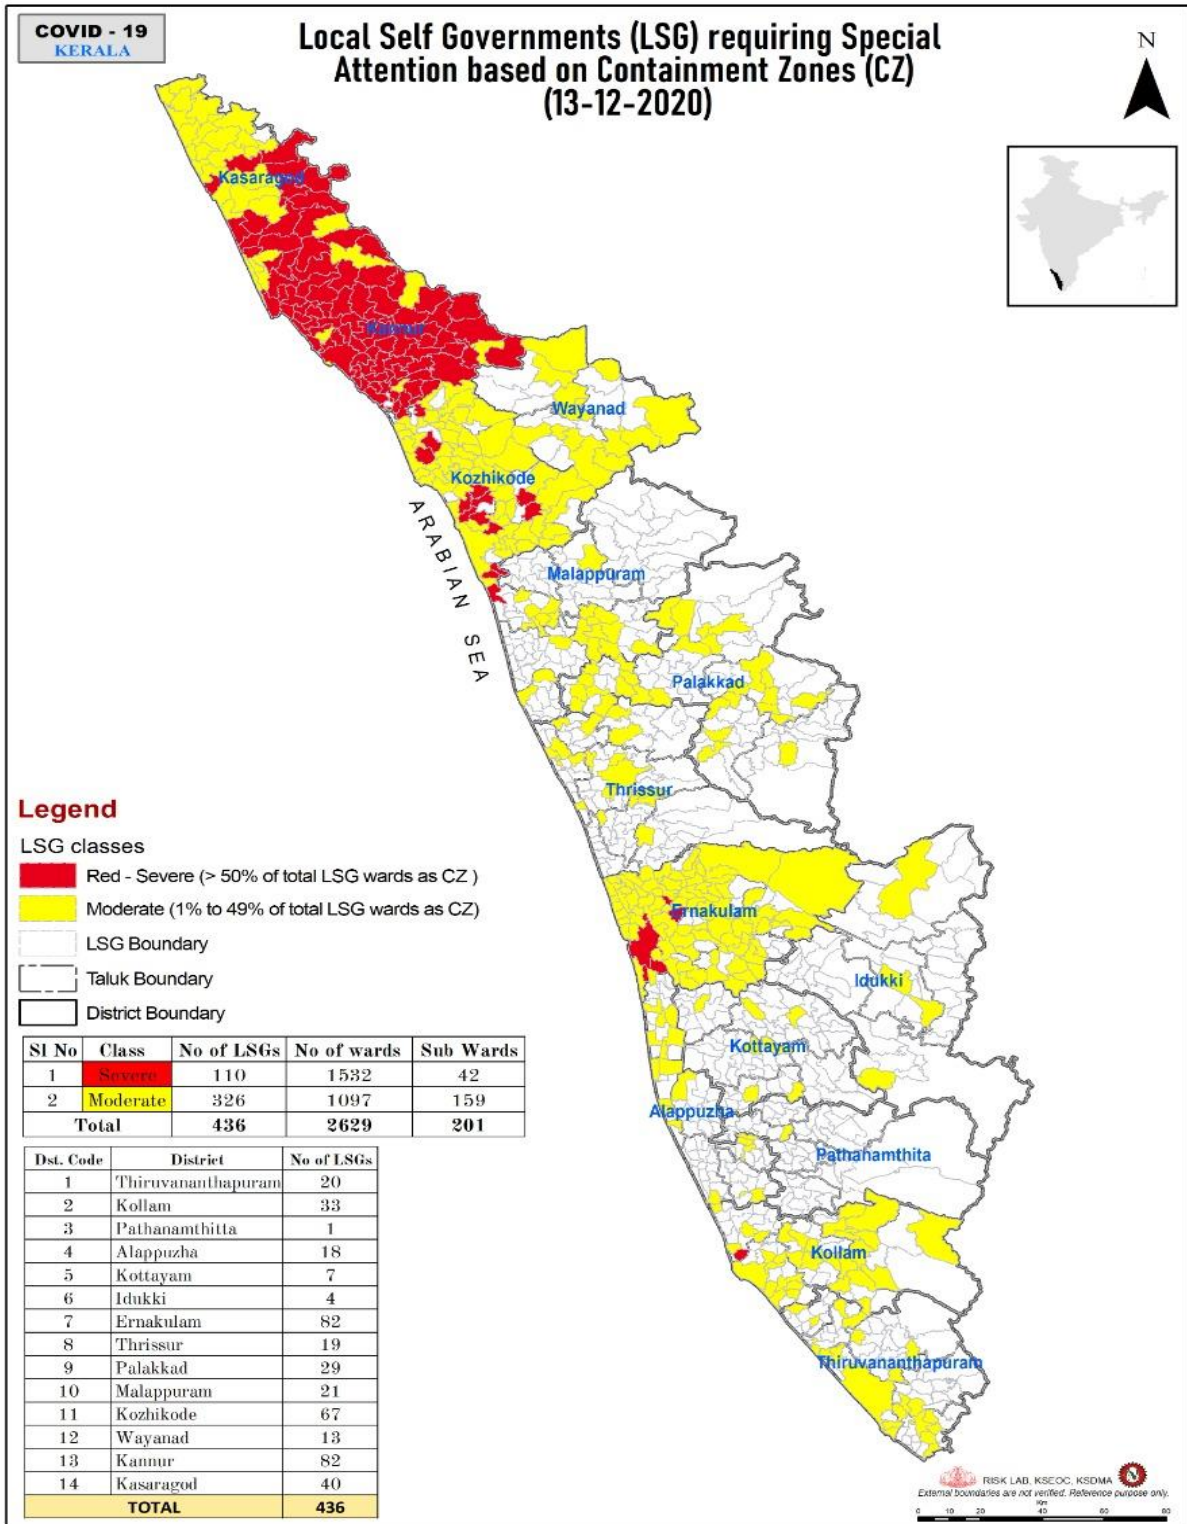 COVID - 19
KERALA
Local Self Governments (LSG) requiring Special
Attention based on Containment Zones (CZ)
(13-12-2020)
N
Kasaragod
Kannur
Wayanad
Kozhikode
ARABIAN SEA
Malappuram
Palakkad
Thrissur
Ernakulam
Idukki
Kottayam
Alappuzha
Pathanamthita
Kollam
Thiruvananthapuram
Legend
LSG classes
Red - Severe (> 50% of total LSG wards as CZ )
Moderate (1% to 49% of total LSG wards as CZ)
LSG Boundary
Taluk Boundary
District Boundary
Sl No Class No of LSGs No of wards Sub Wards
1 Severe 110 1532 42
2 Moderate 326 1097 159
Total 436 2629 201
Dst. Code District No of LSGs
1 Thiruvananthapuram 20
2 Kollam 33
3 Pathanamthitta 1
4 Alappuzha 18
5 Kottayam 7
6 Idukki 4
7 Ernakulam 82
8 Thrissur 19
9 Palakkad 29
10 Malappuram 21
11 Kozhikode 67
12 Wayanad 13
13 Kannur 82
14 Kasaragod 40
TOTAL 436
RISK LAB, KSEOC, KSDMA
External boundaries are not verified. Reference purpose only.
Km
0 10 20 40 60 80